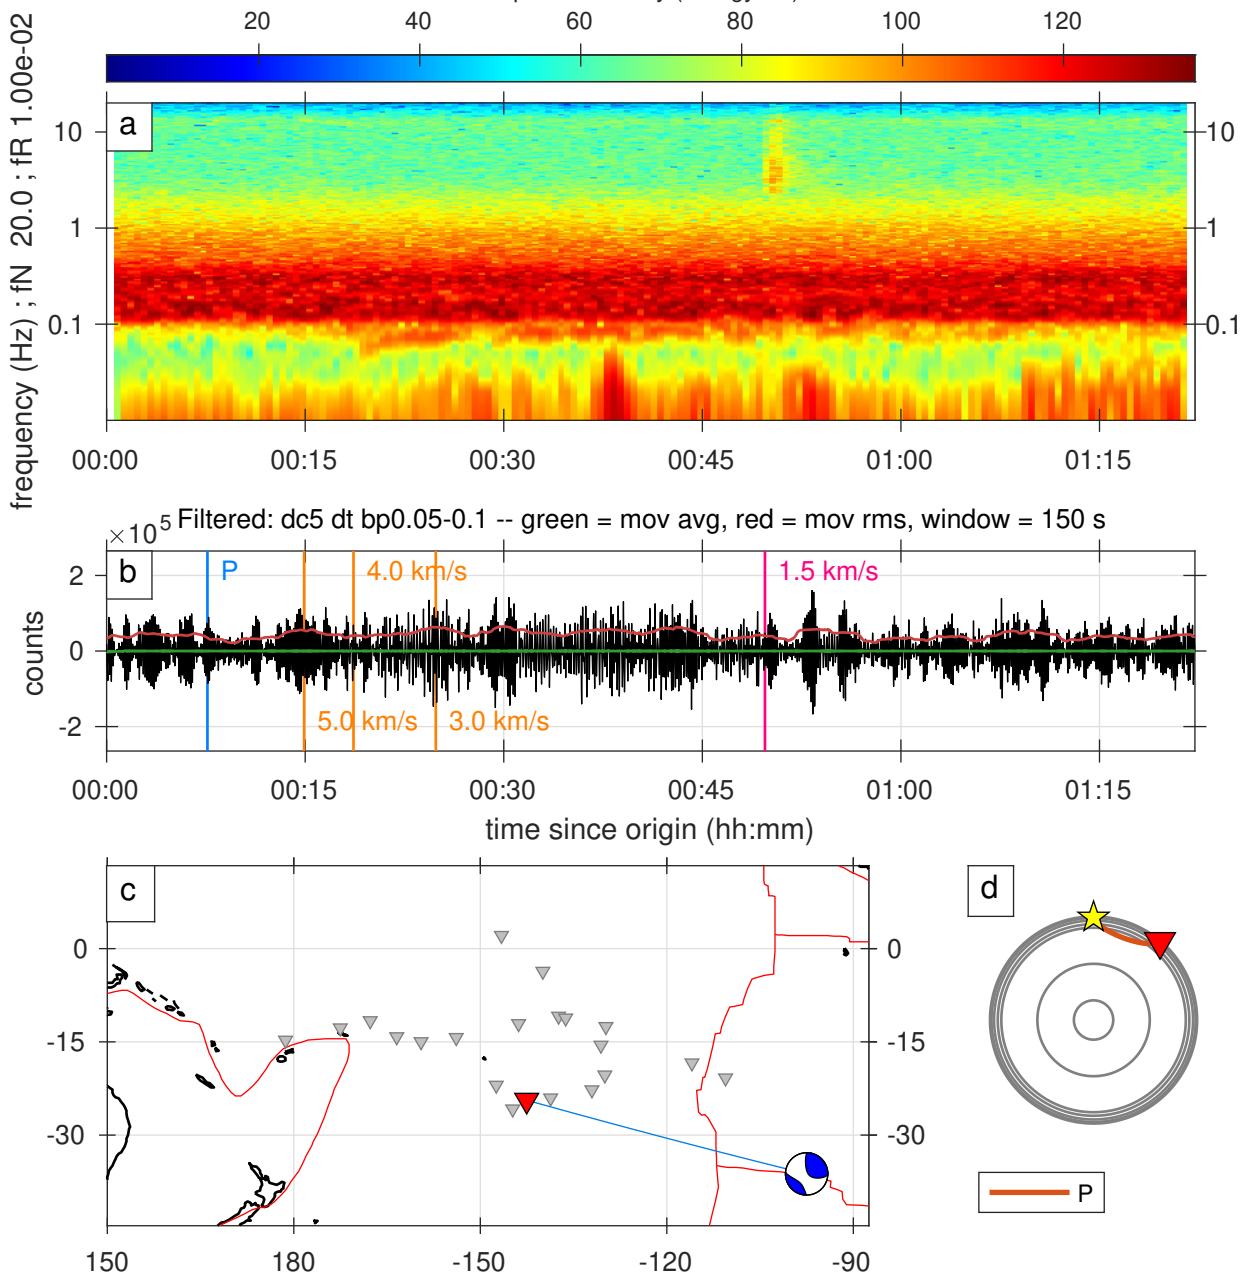 20 40 60 80 100 120
frequency (Hz) ; fN 20.0 ; fR 1.00e-02
a
10 10
1 1
0.1 0.1
00:00 00:15 00:30 00:45 01:00 01:15
×10^5 Filtered: dc5 dt bp0.05-0.1 -- green = mov avg, red = mov rms, window = 150 s
b
P 4.0 km/s 1.5 km/s
counts
2
0
-2
5.0 km/s 3.0 km/s
00:00 00:15 00:30 00:45 01:00 01:15
time since origin (hh:mm)
c
0 0
-15 -15
-30 -30
150 180 -150 -120 -90
d
P